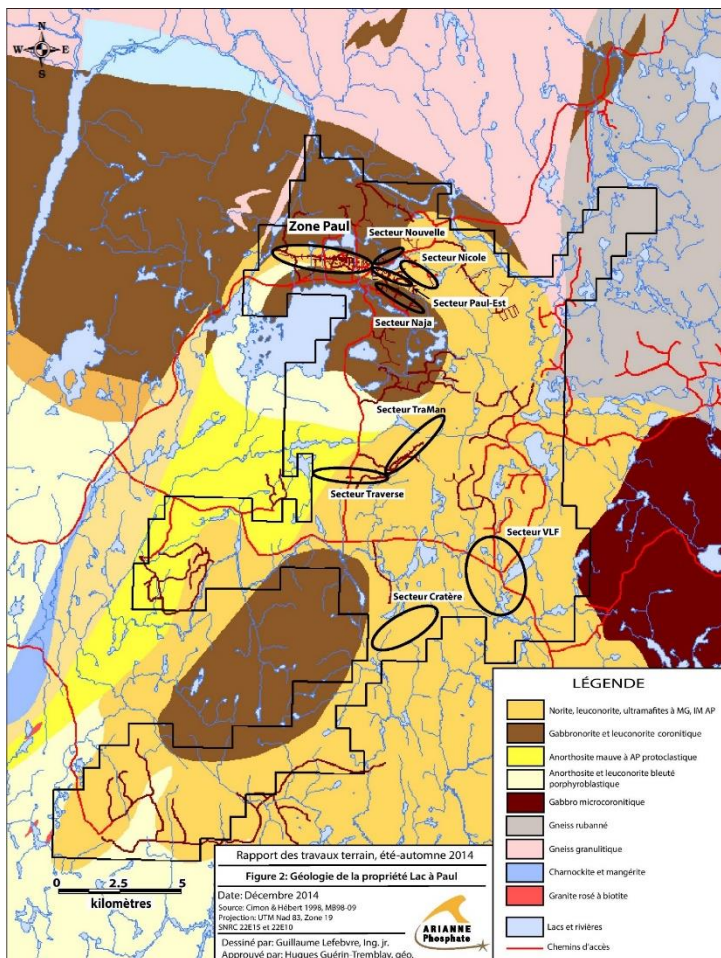 N
W E
S
Zone Paul
Secteur Nouvelle
Secteur Nicole
Secteur Paul-Est
Secteur Naja
Secteur TraMan
Secteur Traverse
Secteur VLF
Secteur Cratère
LÉGENDE
Norite, leuconorite, ultramafites à MG, IM AP
Gabbronorite et leuconorite coronitique
Anorthosite mauve à AP protoclastique
Anorthosite et leuconorite bleuté
porphyroblastique
Gabbro microcoronitique
Gneiss rubanné
Gneiss granulitique
Charnockite et mangérite
Granite rosé à biotite
Lacs et rivières
Chemins d'accès
0 2.5 5
kilomètres
Rapport des travaux terrain, été-automne 2014
Figure 2: Géologie de la propriété Lac à Paul
Date: Décembre 2014
Source: Cimon & Hébert 1998, MB98-09
Projection: UTM Nad 83, Zone 19
SNRC 22E15 et 22E10
Dessiné par: Guillaume Lefebvre, Ing. jr.
Approuvé par: Hugues Guérin-Tremblay, géo.
ARIANNE
Phosphate